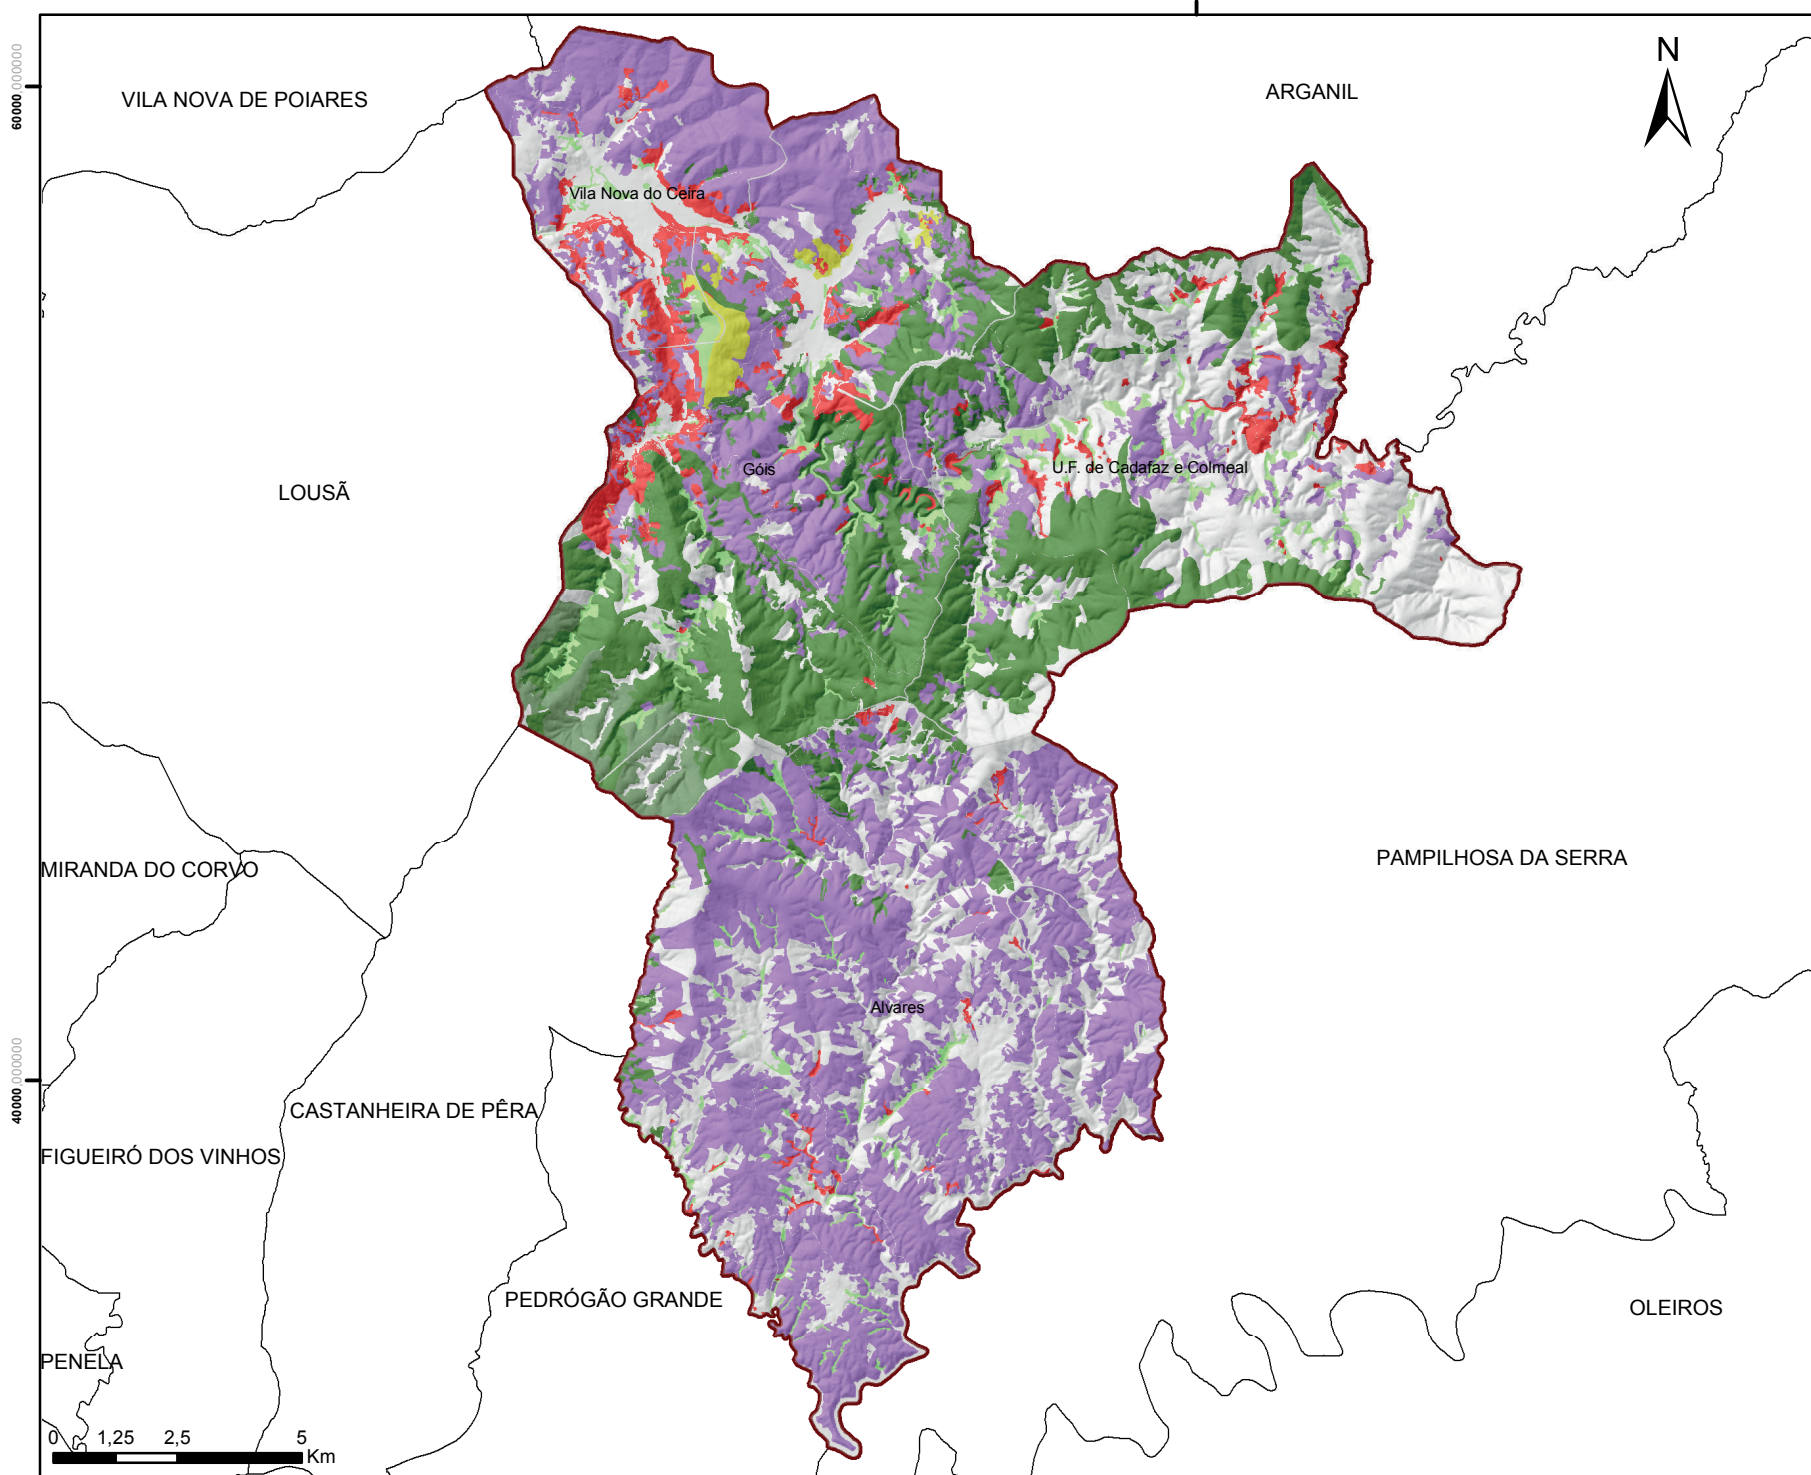 N
ARGANIL
VILA NOVA DE POIARES
60000,000000
Vila Nova do Ceira
Góis
U.F. de Cadafaz e Colmeal
LOUSÃ
PAMPILHOSA DA SERRA
MIRANDA DO CORVO
Alvares
40000,000000
CASTANHEIRA DE PÊRA
FIGUEIRÓ DOS VINHOS
PEDRÓGÃO GRANDE
OLEIROS
PENELA
0 1,25 2,5 5
Km